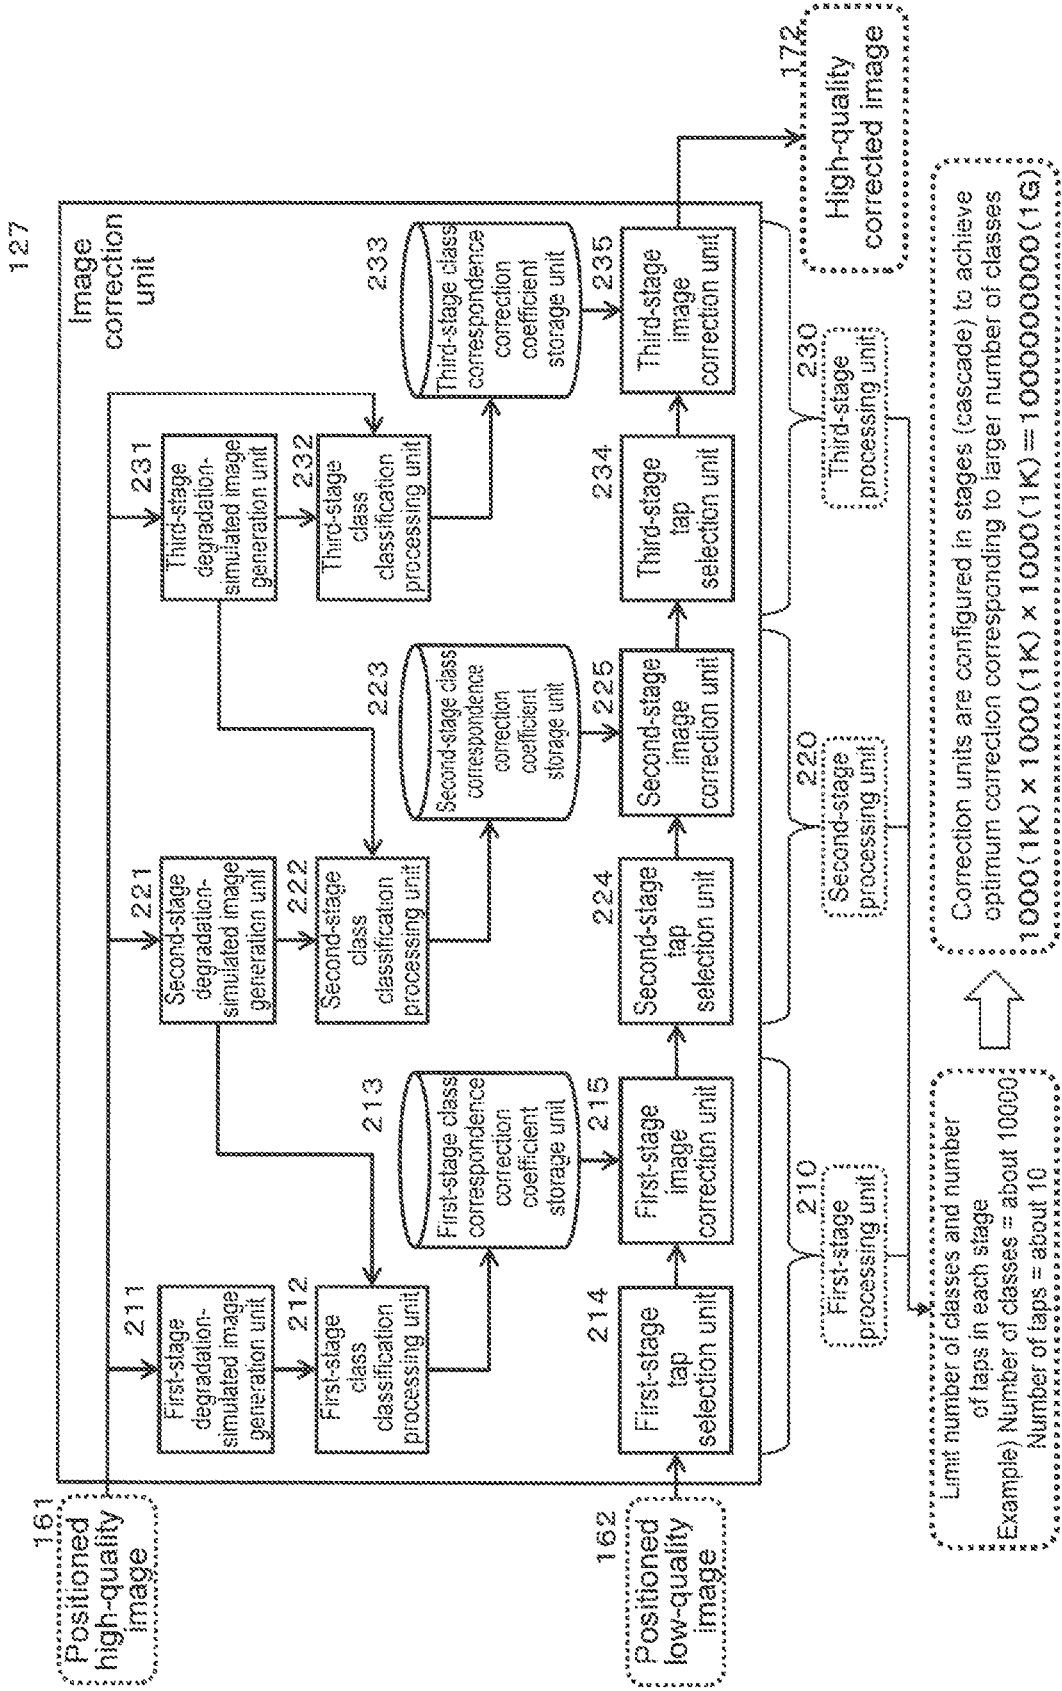 127
Image
correction
unit
161
Positioned
high-quality
image
211
First-stage
degradation-
simulated image
generation unit
212
First-stage
class
classification
processing unit
213
First-stage class
correspondence
correction
coefficient
storage unit
221
Second-stage
degradation-
simulated image
generation unit
222
Second-stage
class
classification
processing unit
223
Second-stage class
correspondence
correction
coefficient
storage unit
231
Third-stage
degradation-
simulated image
generation unit
232
Third-stage
class
classification
processing unit
233
Third-stage class
correspondence
correction
coefficient
storage unit
162
Positioned
low-quality
image
214
First-stage
tap
selection unit
215
First-stage
image
correction unit
224
Second-stage
tap
selection unit
225
Second-stage
image
correction unit
234
Third-stage
tap
selection unit
235
Third-stage
image
correction unit
172
High-quality
corrected image
210
First-stage
processing unit
220
Second-stage
processing unit
230
Third-stage
processing unit
Limit number of classes and number
of taps in each stage
Example) Number of classes = about 10000
Number of taps = about 10
Correction units are configured in stages (cascade) to achieve
optimum correction corresponding to larger number of classes
1000(1K) x 1000(1K) x 1000(1K)=1000000000(1G)